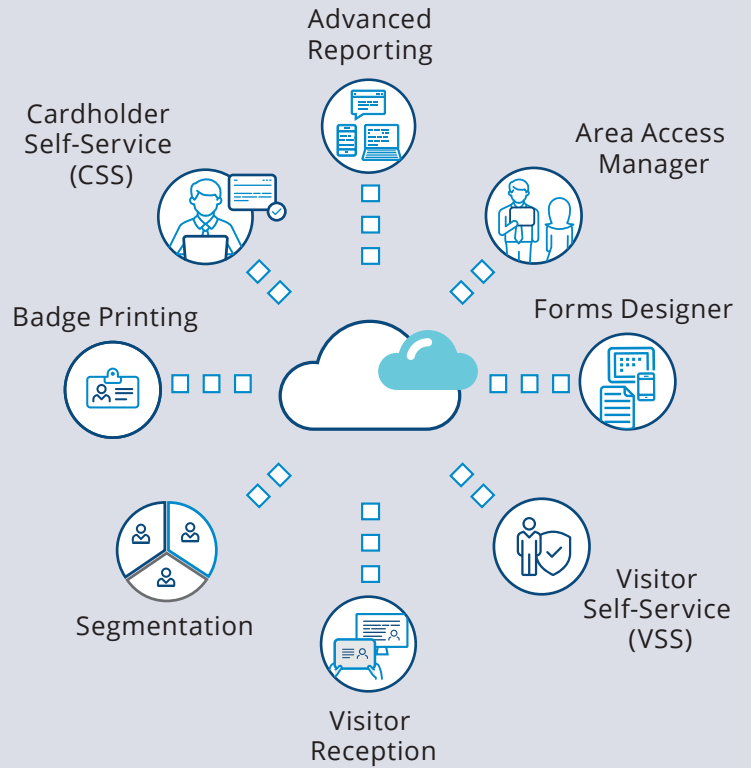 Advanced
Reporting
Cardholder
Self-Service
(CSS)
Area Access
Manager
Badge Printing
Forms Designer
Segmentation
Visitor
Self-Service
(VSS)
Visitor
Reception